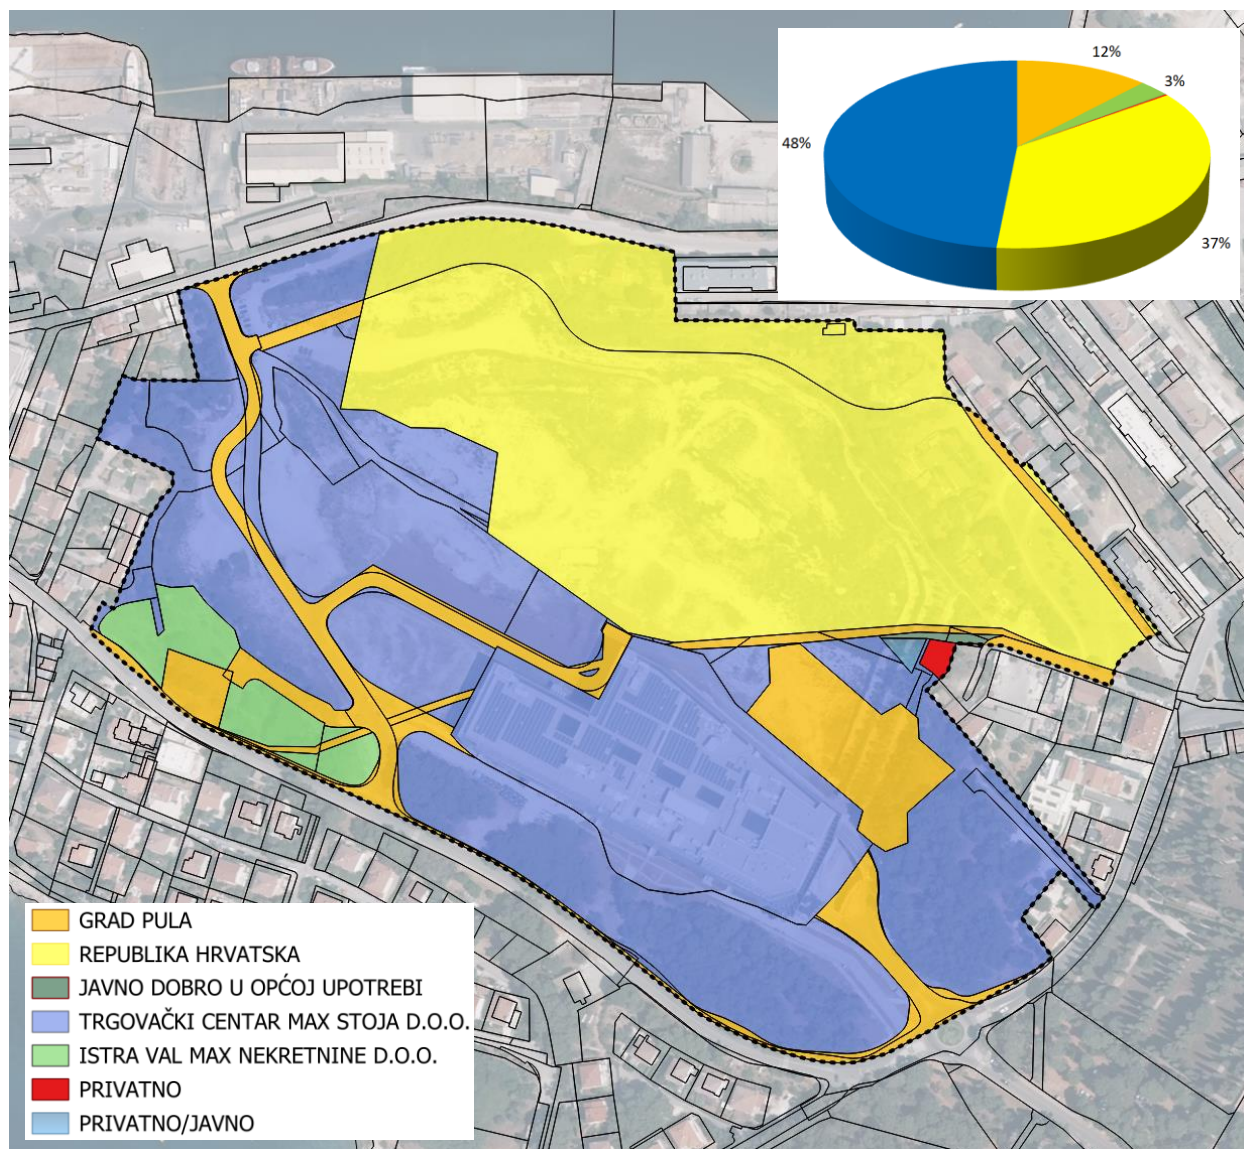 12%
3%
48%
37%
GRAD PULA
REPUBLIKA HRVATSKA
JAVNO DOBRO U OPĆOJ UPOTREBI
TRGOVAČKI CENTAR MAX STOJA D.O.O.
ISTRA VAL MAX NEKRETNINE D.O.O.
PRIVATNO
PRIVATNO/JAVNO